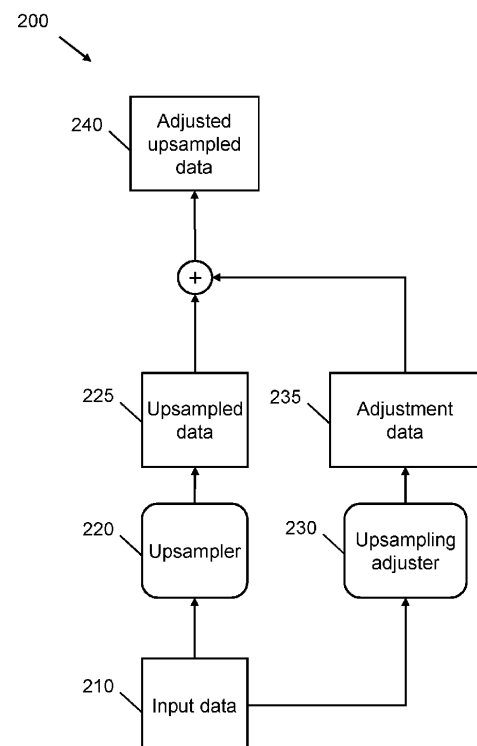 200
240
Adjusted
upsampled
data
+
225
Upsampled
data
235
Adjustment
data
220
Upsampler
230
Upsampling
adjuster
210
Input data